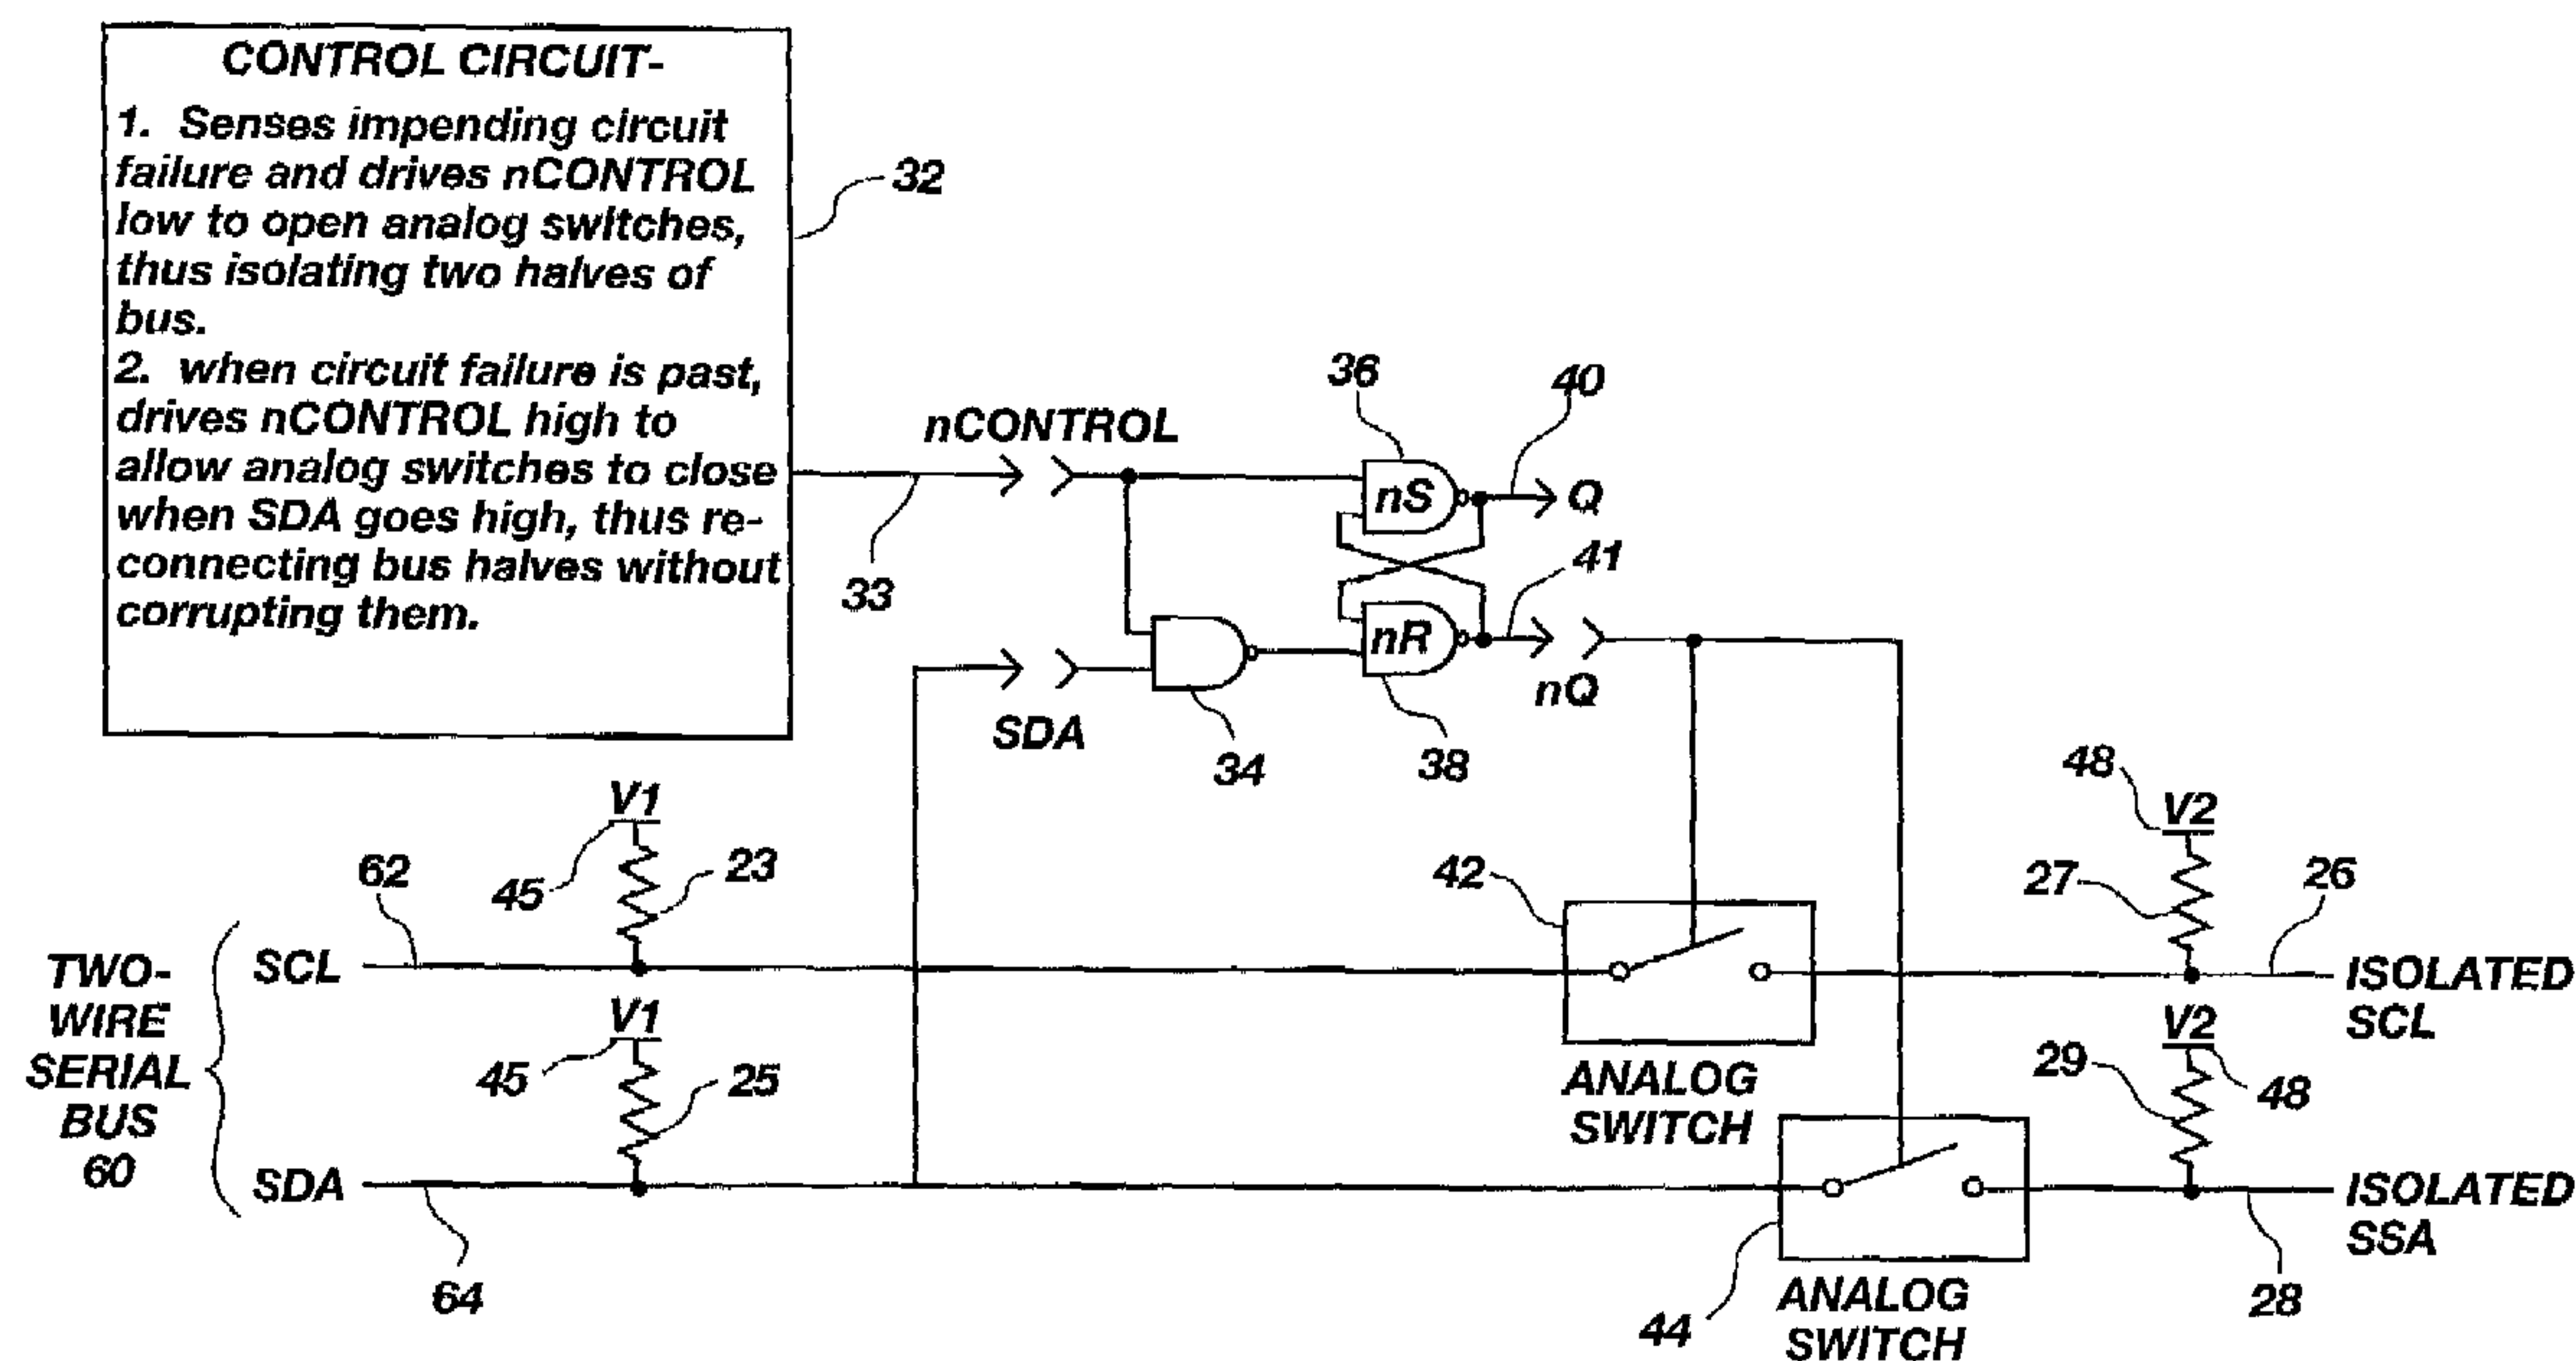 CONTROL CIRCUIT-
1. Senses impending circuit
failure and drives nCONTROL
low to open analog switches,
thus isolating two halves of
bus.
2. when circuit failure is past,
drives nCONTROL high to
allow analog switches to close
when SDA goes high, thus re-
connecting bus halves without
corrupting them.
32
33
nCONTROL
SDA
34
36
nS
40
Q
41
nR
nQ
38
V1
45
23
62
SCL
V1
45
25
SDA
64
TWO-
WIRE
SERIAL
BUS
60
42
ANALOG
SWITCH
44
ANALOG
SWITCH
48
V2
27
26
ISOLATED
SCL
V2
29
48
ISOLATED
SSA
28